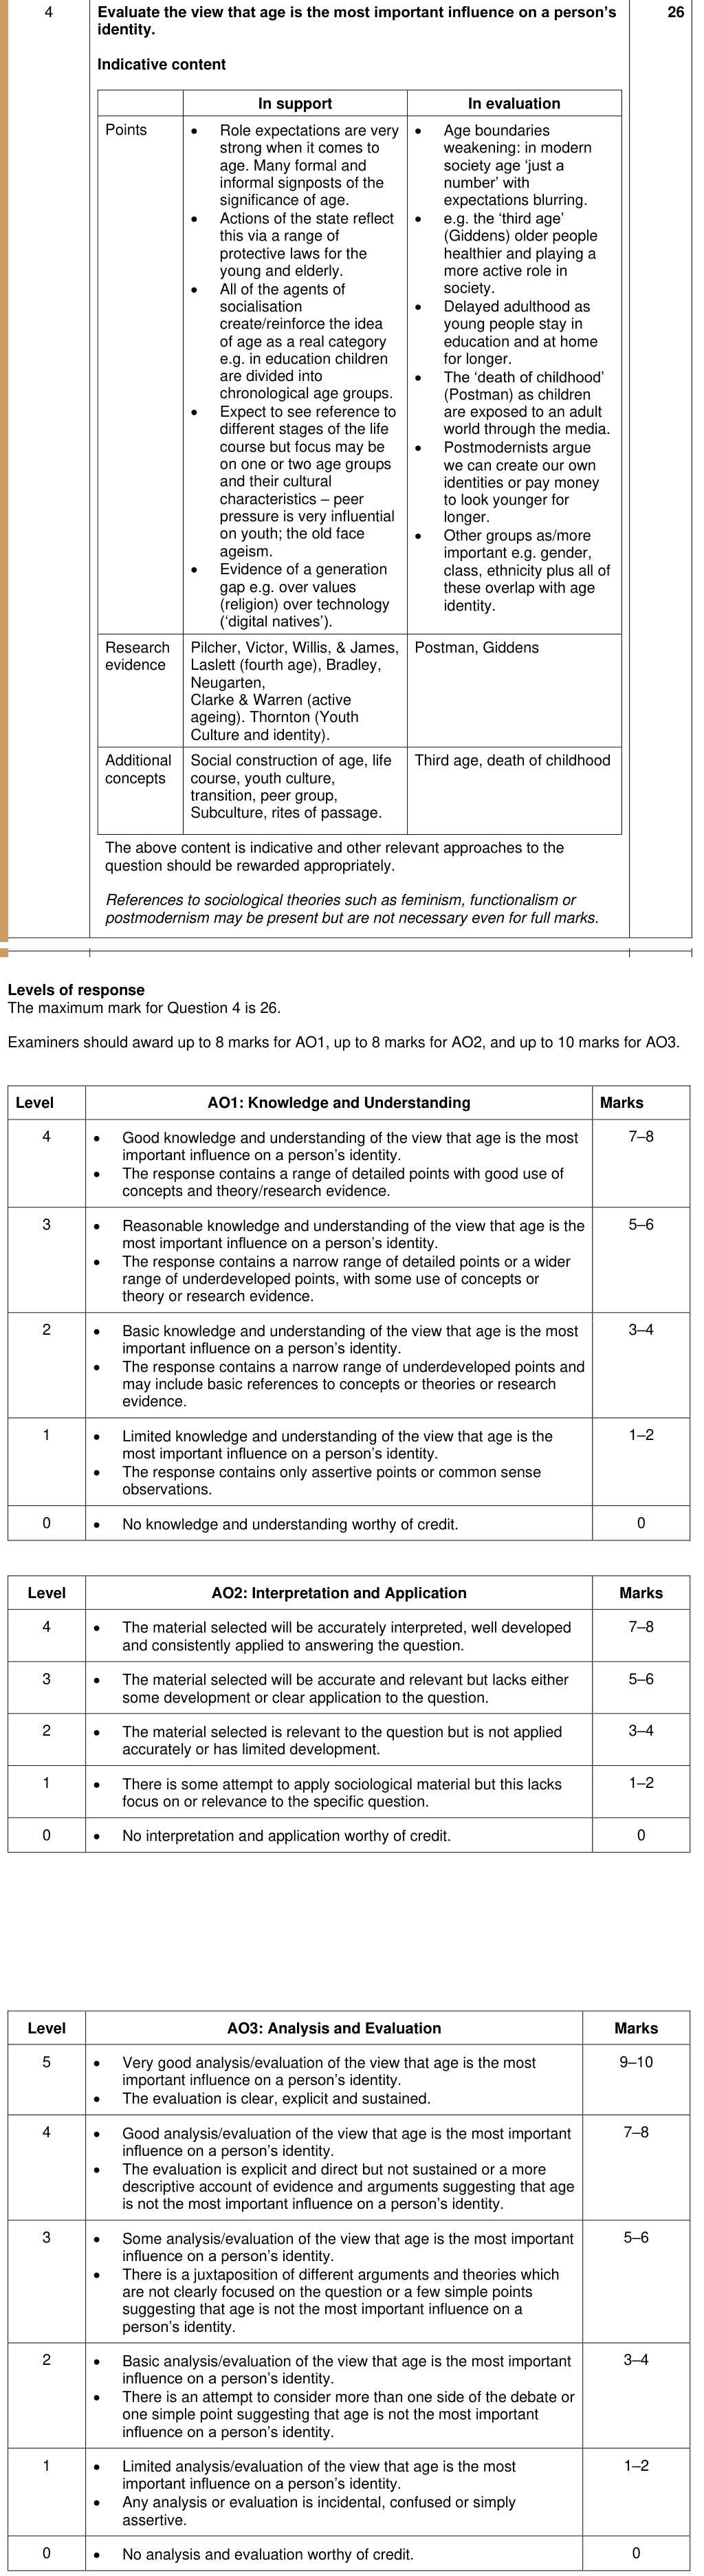 4
Evaluate the view that age is the most important influence on a person's
identity.
26
Indicative content
In support
In evaluation
Points
• Role expectations are very
strong when it comes to
age. Many formal and
informal signposts of the
significance of age.
• Actions of the state reflect
this via a range of
protective laws for the
young and elderly.
• All of the agents of
socialisation
create/reinforce the idea
of age as a real category
e.g. in education children
are divided into
chronological age groups.
• Expect to see reference to
different stages of the life
course but focus may be
on one or two age groups
and their cultural
characteristics – peer
pressure is very influential
on youth; the old face
ageism.
• Evidence of a generation
gap e.g. over values
(religion) over technology
('digital natives').
• Age boundaries
weakening: in modern
society age 'just a
number' with
expectations blurring.
• e.g. the 'third age'
(Giddens) older people
healthier and playing a
more active role in
society.
• Delayed adulthood as
young people stay in
education and at home
for longer.
• The 'death of childhood'
(Postman) as children
are exposed to an adult
world through the media.
• Postmodernists argue
we can create our own
identities or pay money
to look younger for
longer.
• Other groups as/more
important e.g. gender,
class, ethnicity plus all of
these overlap with age
identity.
Research
evidence
Pilcher, Victor, Willis, & James,
Laslett (fourth age), Bradley,
Neugarten,
Clarke & Warren (active
ageing). Thornton (Youth
Culture and identity).
Postman, Giddens
Additional
concepts
Social construction of age, life
course, youth culture,
transition, peer group,
Subculture, rites of passage.
Third age, death of childhood
The above content is indicative and other relevant approaches to the
question should be rewarded appropriately.
References to sociological theories such as feminism, functionalism or
postmodernism may be present but are not necessary even for full marks.
Levels of response
The maximum mark for Question 4 is 26.
Examiners should award up to 8 marks for AO1, up to 8 marks for AO2, and up to 10 marks for AO3.
Level
AO1: Knowledge and Understanding
Marks
4
• Good knowledge and understanding of the view that age is the most
important influence on a person's identity.
• The response contains a range of detailed points with good use of
concepts and theory/research evidence.
7–8
3
• Reasonable knowledge and understanding of the view that age is the
most important influence on a person's identity.
• The response contains a narrow range of detailed points or a wider
range of underdeveloped points, with some use of concepts or
theory or research evidence.
5–6
2
• Basic knowledge and understanding of the view that age is the most
important influence on a person's identity.
• The response contains a narrow range of underdeveloped points and
may include basic references to concepts or theories or research
evidence.
3–4
1
• Limited knowledge and understanding of the view that age is the
most important influence on a person's identity.
• The response contains only assertive points or common sense
observations.
1–2
0
• No knowledge and understanding worthy of credit.
0
Level
AO2: Interpretation and Application
Marks
4
• The material selected will be accurately interpreted, well developed
and consistently applied to answering the question.
7–8
3
• The material selected will be accurate and relevant but lacks either
some development or clear application to the question.
5–6
2
• The material selected is relevant to the question but is not applied
accurately or has limited development.
3–4
1
• There is some attempt to apply sociological material but this lacks
focus on or relevance to the specific question.
1–2
0
• No interpretation and application worthy of credit.
0
Level
AO3: Analysis and Evaluation
Marks
5
• Very good analysis/evaluation of the view that age is the most
important influence on a person's identity.
• The evaluation is clear, explicit and sustained.
9–10
4
• Good analysis/evaluation of the view that age is the most important
influence on a person's identity.
• The evaluation is explicit and direct but not sustained or a more
descriptive account of evidence and arguments suggesting that age
is not the most important influence on a person's identity.
7–8
3
• Some analysis/evaluation of the view that age is the most important
influence on a person's identity.
• There is a juxtaposition of different arguments and theories which
are not clearly focused on the question or a few simple points
suggesting that age is not the most important influence on a
person's identity.
5–6
2
• Basic analysis/evaluation of the view that age is the most important
influence on a person's identity.
• There is an attempt to consider more than one side of the debate or
one simple point suggesting that age is not the most important
influence on a person's identity.
3–4
1
• Limited analysis/evaluation of the view that age is the most
important influence on a person's identity.
• Any analysis or evaluation is incidental, confused or simply
assertive.
1–2
0
• No analysis and evaluation worthy of credit.
0